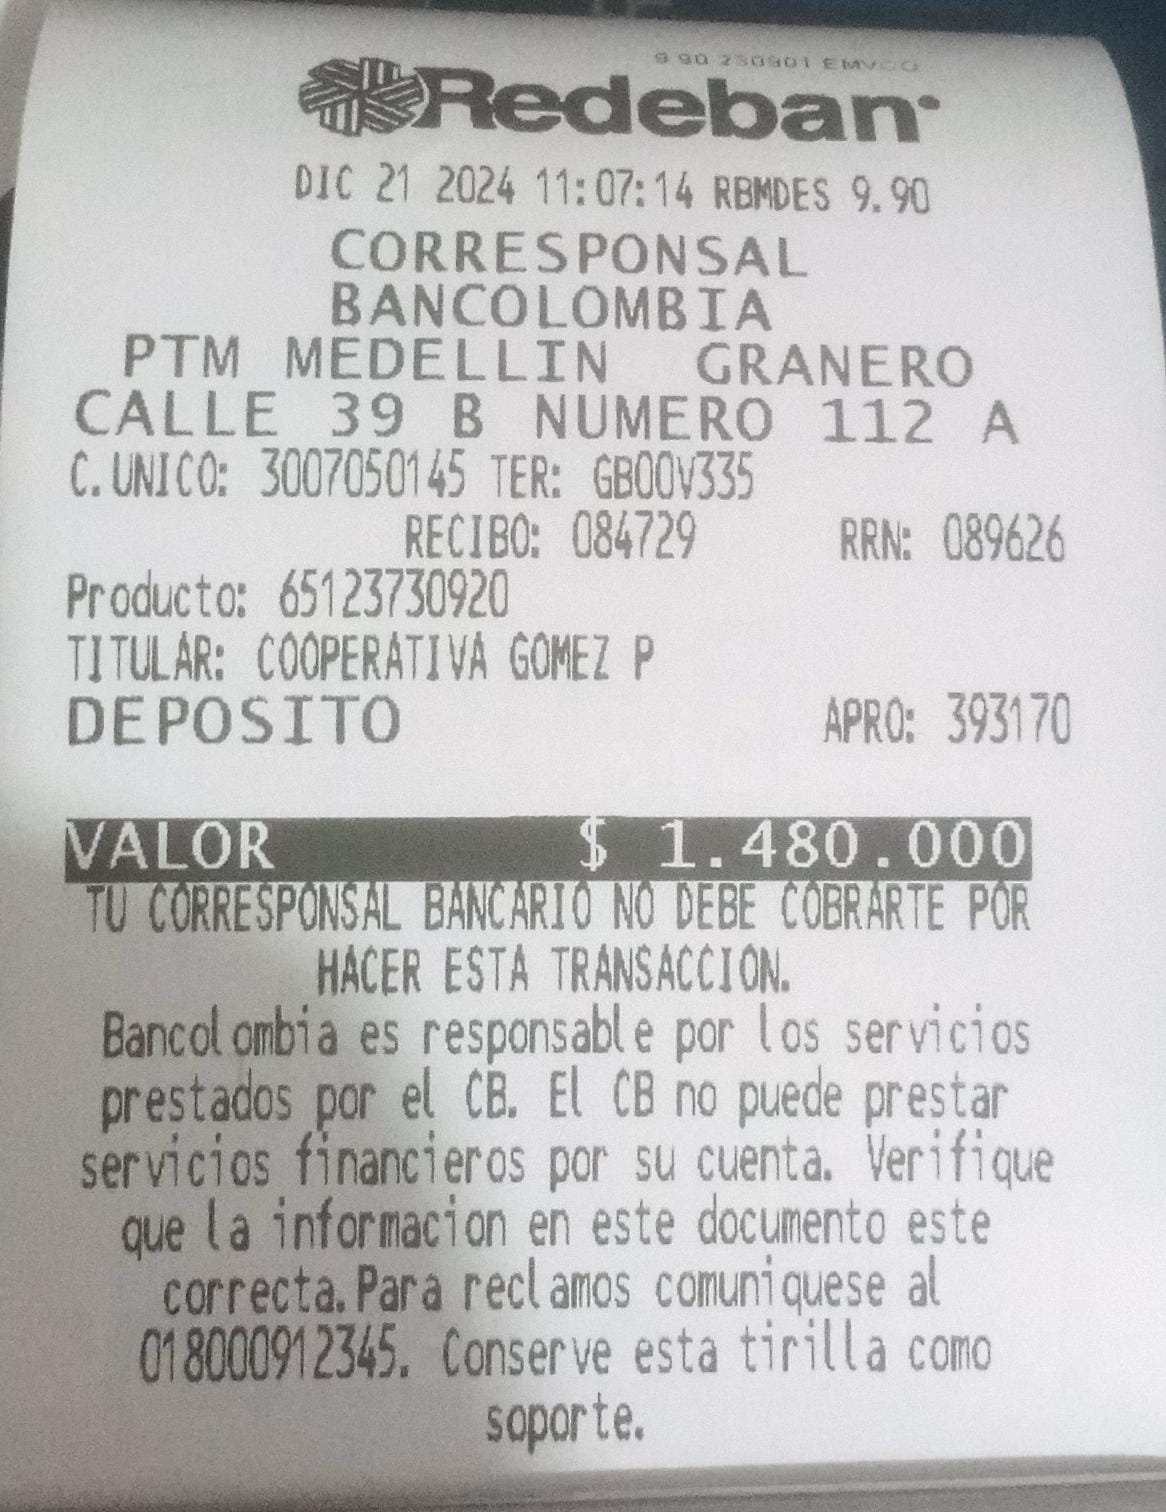 9 90 230901 EMVCO
Redeban
DIC 21 2024 11:07:14 RBMDES 9.90
CORRESPONSAL
BANCOLOMBIA
PTM MEDELLIN GRANERO
CALLE 39 B NUMERO 112 A
C.UNICO: 3007050145 TER: GB00V335
RECIBO: 084729 RRN: 089626
Producto: 65123730920
TITULAR: COOPERATIVA GOMEZ P
DEPOSITO APRO: 393170
VALOR $ 1.480.000
TU CORRESPONSAL BANCARIO NO DEBE COBRARTE POR
HACER ESTA TRANSACCION.
Bancolombia es responsable por los servicios
prestados por el CB. El CB no puede prestar
servicios financieros por su cuenta. Verifique
que la informacion en este documento este
correcta.Para reclamos comuniquese al
018000912345. Conserve esta tirilla como
soporte.